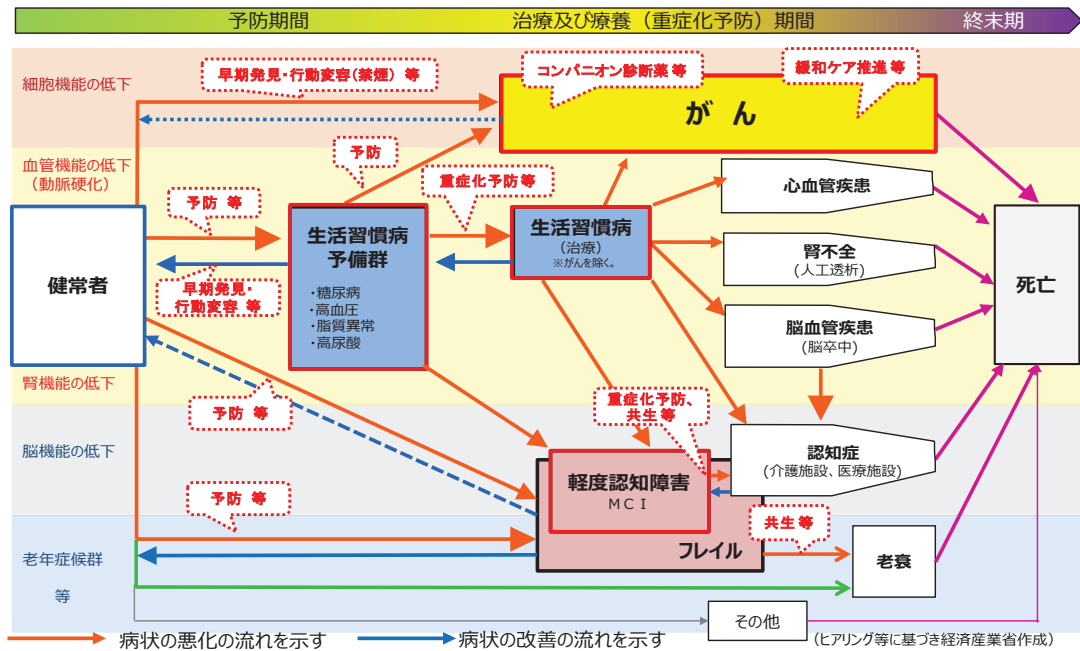 予防期間
治療及び療養（重症化予防）期間
終末期
細胞機能の低下
早期発見・行動変容(禁煙) 等
コンパニオン診断薬 等
緩和ケア推進 等
がん
血管機能の低下
(動脈硬化)
予防
予防 等
重症化予防等
心血管疾患
健常者
生活習慣病
予備群
・糖尿病
・高血圧
・脂質異常
・高尿酸
生活習慣病
(治療)
※がんを除く。
腎不全
(人工透析)
死亡
早期発見・
行動変容 等
脳血管疾患
(脳卒中)
腎機能の低下
予防 等
重症化予防、
共生等
脳機能の低下
認知症
(介護施設、医療施設)
軽度認知障害
ＭＣＩ
予防 等
共生等
フレイル
老年症候群
等
老衰
その他
病状の悪化の流れを示す
病状の改善の流れを示す
(ヒアリング等に基づき経済産業省作成)